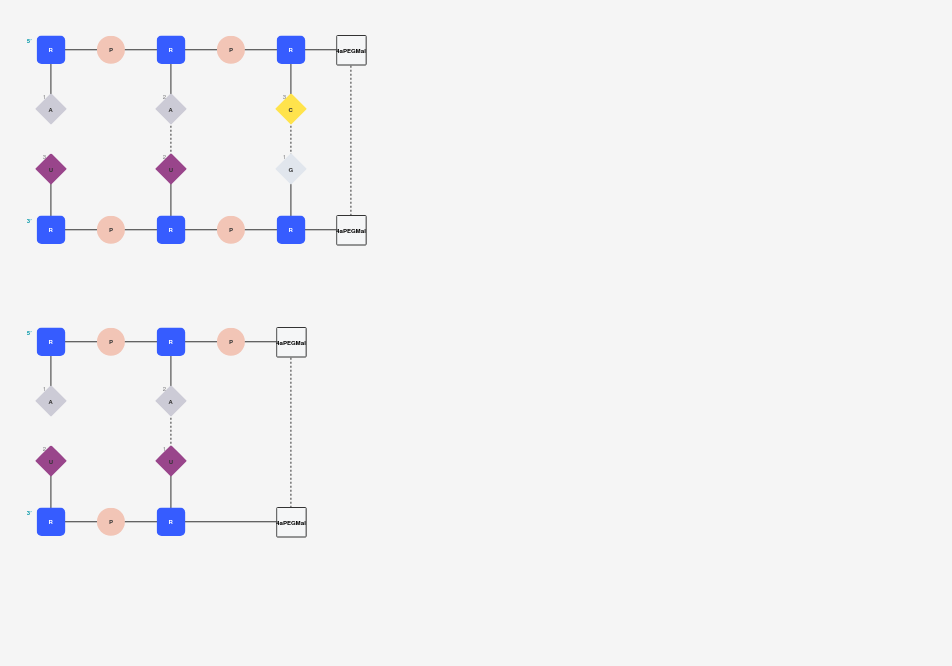 5'
R P R P R 4aPEGMal
1 2 3
A A C
3 2 1
U U G
3'
R P R P R 4aPEGMal
5'
R P R P 4aPEGMal
1 2
A A
2 1
U U
3'
R P R 4aPEGMal